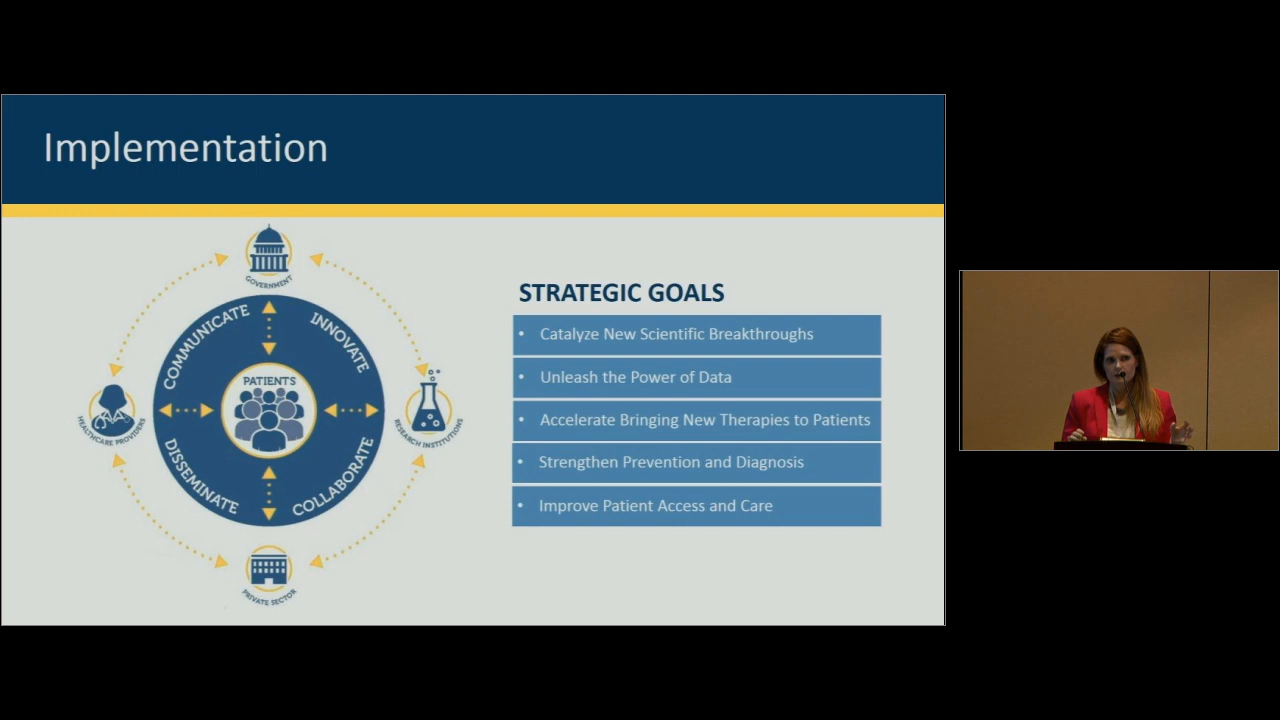 Implementation
GOVERNMENT
COMMUNICATE
INNOVATE
PATIENTS
HEALTHCARE PROVIDERS
RESEARCH INSTITUTIONS
DISSEMINATE
COLLABORATE
PRIVATE SECTOR
STRATEGIC GOALS
• Catalyze New Scientific Breakthroughs
• Unleash the Power of Data
• Accelerate Bringing New Therapies to Patients
• Strengthen Prevention and Diagnosis
• Improve Patient Access and Care